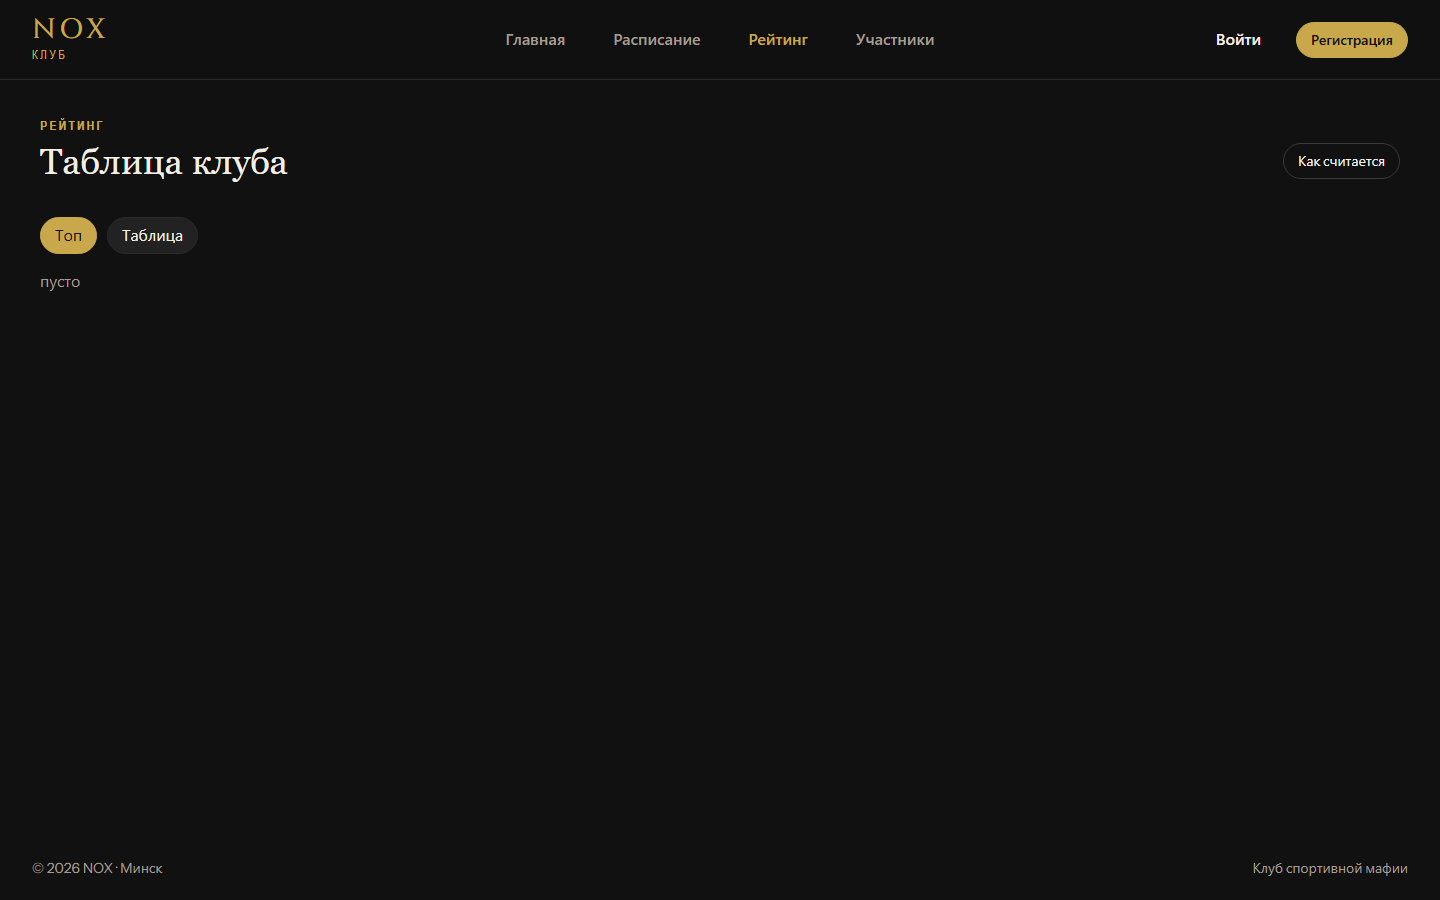 NOX
КЛУБ
Главная Расписание Рейтинг Участники Войти Регистрация
РЕЙТИНГ
Таблица клуба
Как считается
Топ Таблица
пусто
© 2026 NOX · Минск Клуб спортивной мафии